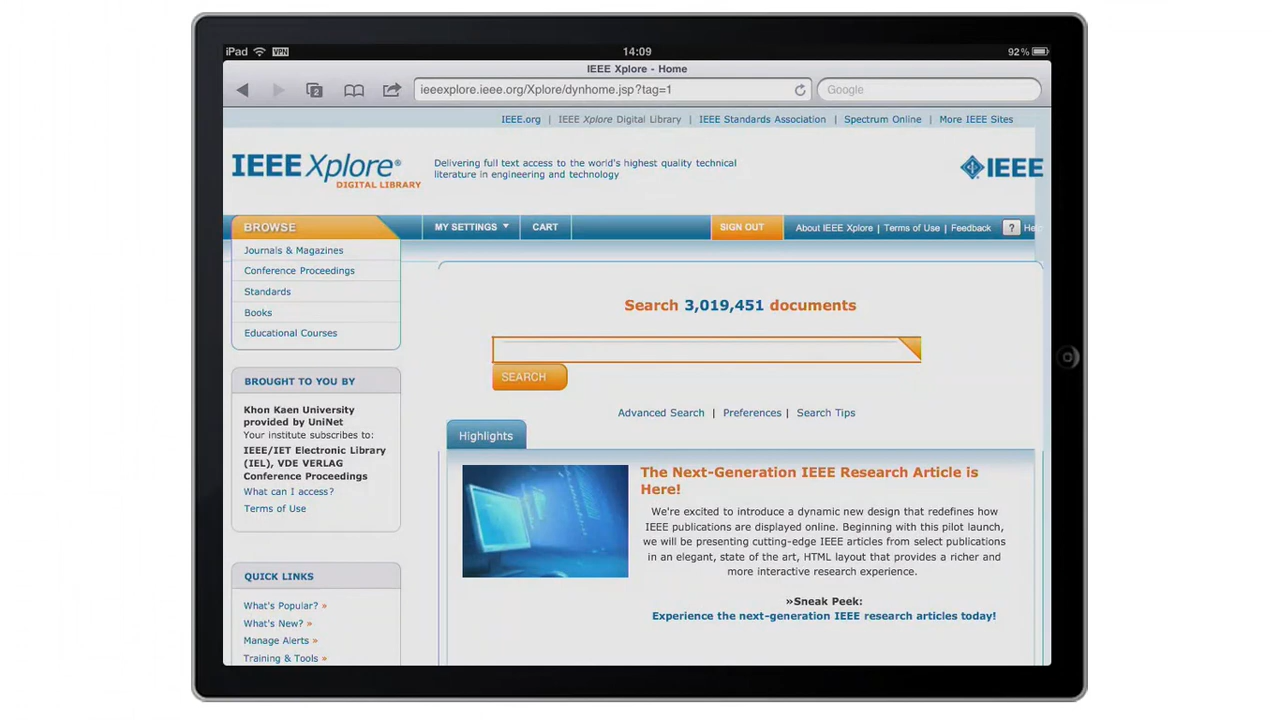 iPad VPN 14:09 92%
IEEE Xplore - Home
2 ieeexplore.ieee.org/Xplore/dynhome.jsp?tag=1 Google
IEEE.org | IEEE Xplore Digital Library | IEEE Standards Association | Spectrum Online | More IEEE Sites
IEEE Xplore®
DIGITAL LIBRARY
Delivering full text access to the world's highest quality technical
literature in engineering and technology
IEEE
BROWSE MY SETTINGS CART SIGN OUT About IEEE Xplore | Terms of Use | Feedback ? Help
Journals & Magazines
Conference Proceedings
Standards
Books
Educational Courses
Search 3,019,451 documents
SEARCH
Advanced Search | Preferences | Search Tips
BROUGHT TO YOU BY
Khon Kaen University
provided by UniNet
Your institute subscribes to:
IEEE/IET Electronic Library
(IEL), VDE VERLAG
Conference Proceedings
What can I access?
Terms of Use
Highlights
The Next-Generation IEEE Research Article is
Here!
We're excited to introduce a dynamic new design that redefines how
IEEE publications are displayed online. Beginning with this pilot launch,
we will be presenting cutting-edge IEEE articles from select publications
in an elegant, state of the art, HTML layout that provides a richer and
more interactive research experience.
»Sneak Peek:
Experience the next-generation IEEE research articles today!
QUICK LINKS
What's Popular? »
What's New? »
Manage Alerts »
Training & Tools »